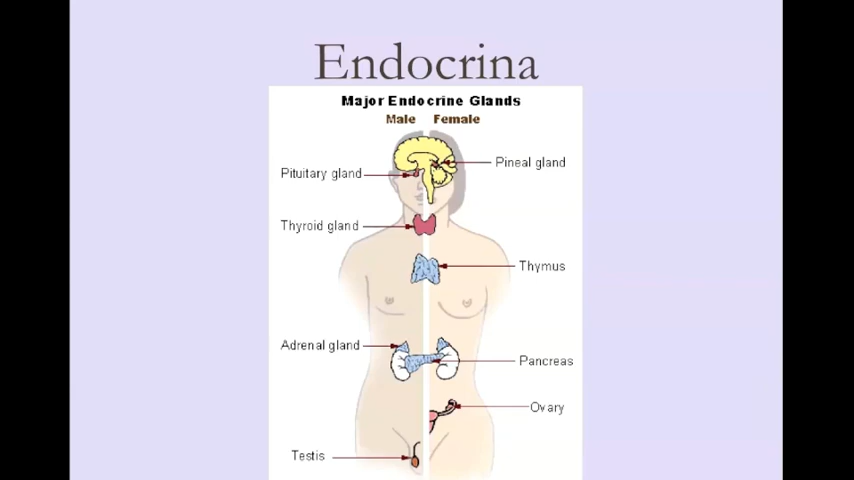 Endocrina
Major Endocrine Glands
Male Female
Pineal gland
Pituitary gland
Thyroid gland
Thymus
Adrenal gland
Pancreas
Ovary
Testis